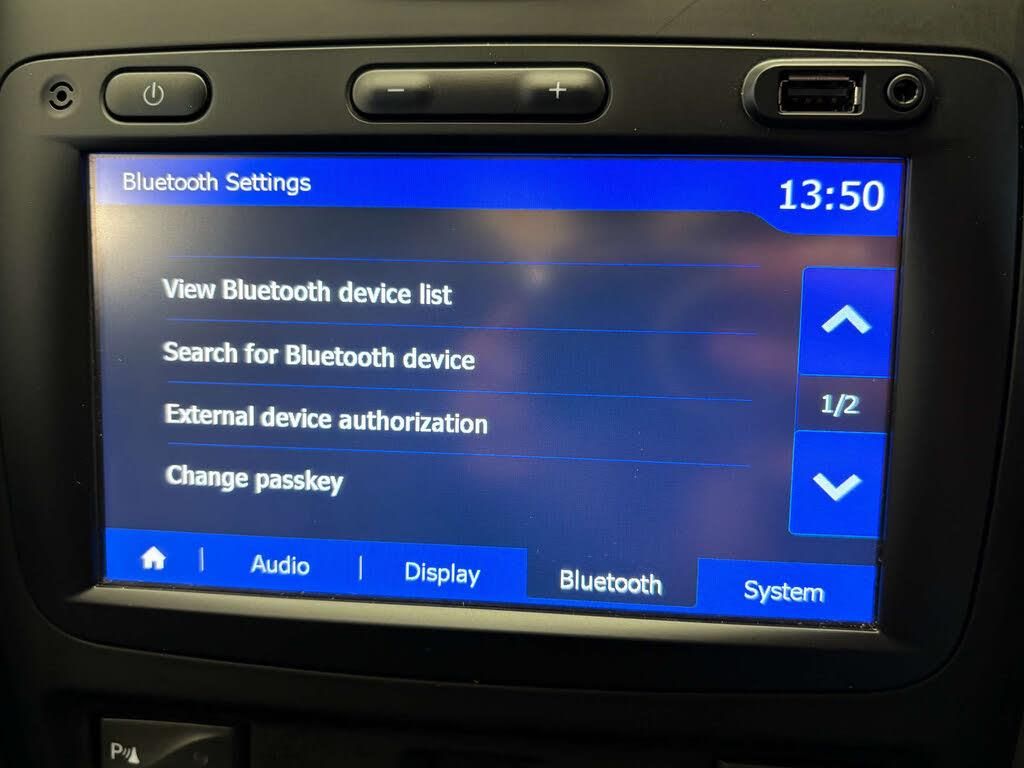 Bluetooth Settings
13:50
View Bluetooth device list
Search for Bluetooth device
External device authorization
Change passkey
1/2
Audio
Display
Bluetooth
System
P